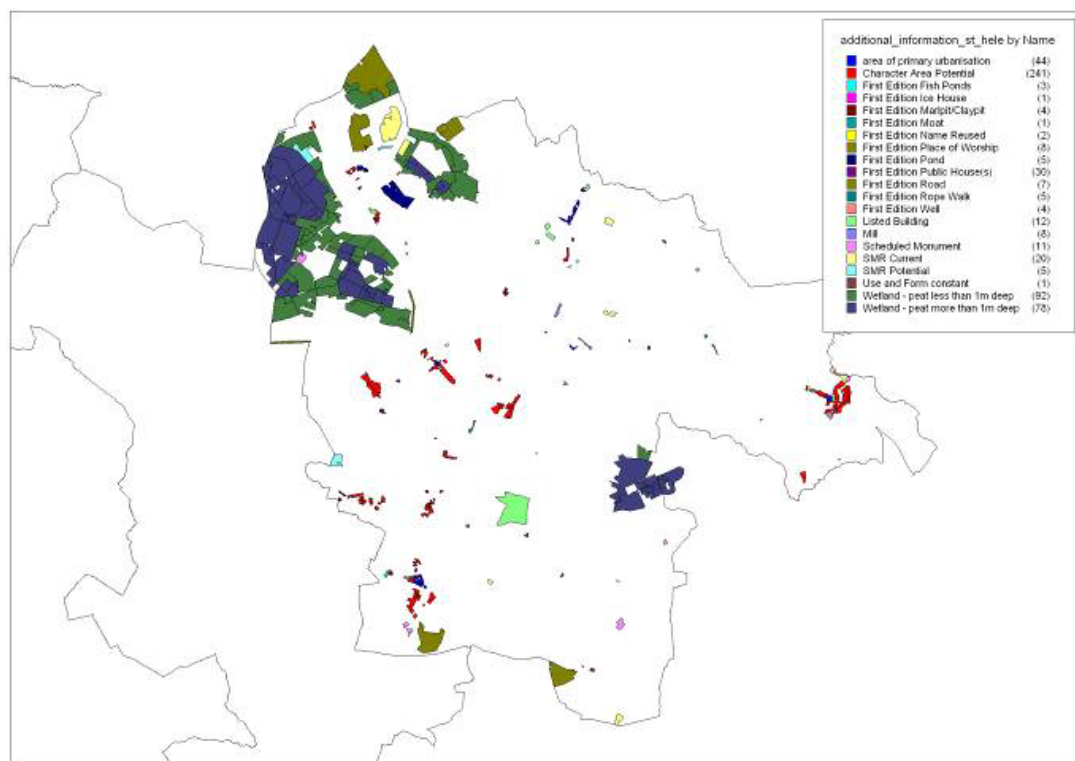 additional_information_st_hele by Name
area of primary urbanisation (44)
Character Area Potential (241)
First Edition Fish Ponds (3)
First Edition Ice House (1)
First Edition Marlpit/Claypit (4)
First Edition Moat (1)
First Edition Name Reused (2)
First Edition Place of Worship (8)
First Edition Pond (5)
First Edition Public House(s) (30)
First Edition Road (7)
First Edition Rope Walk (5)
First Edition Well (4)
Listed Building (12)
Mill (8)
Scheduled Monument (11)
SMR Current (20)
SMR Potential (5)
Use and Form constant (1)
Wetland - peat less than 1m deep (92)
Wetland - peat more than 1m deep (78)